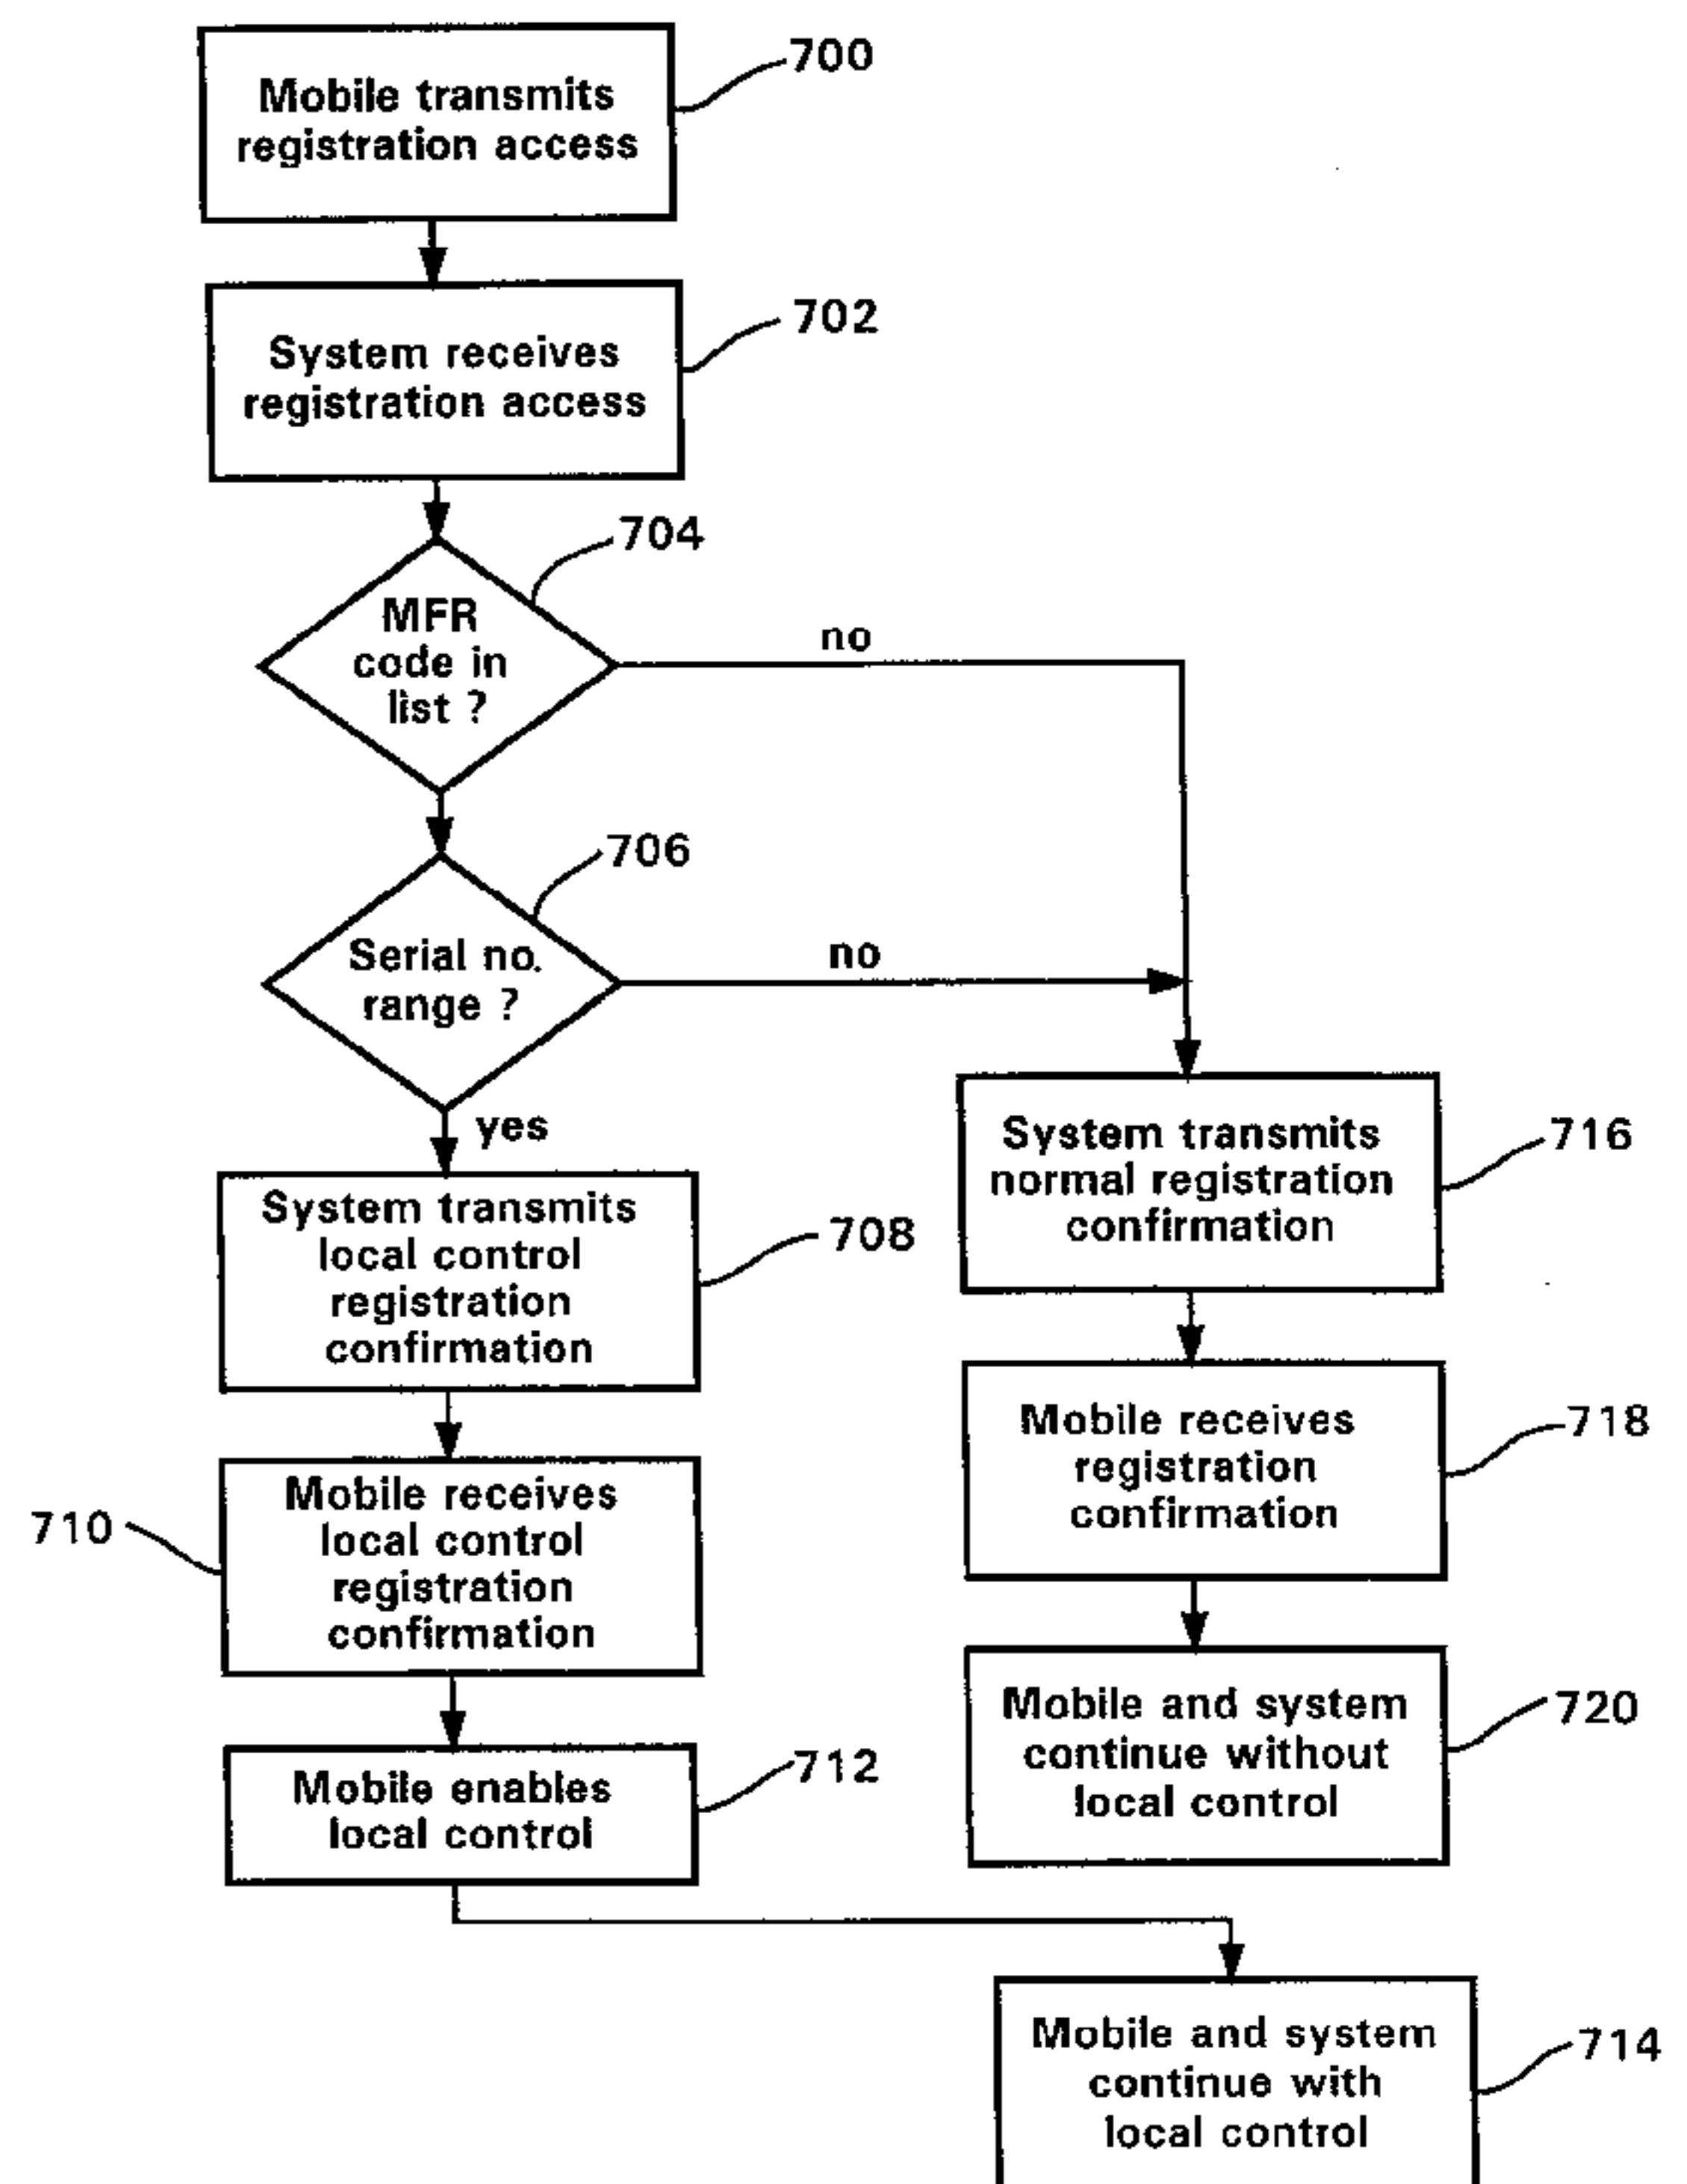 700
Mobile transmits
registration access
702
System receives
registration access
704
MFR
code in
list ?
no
706
Serial no.
range ?
no
yes
System transmits
local control
registration
confirmation
708
System transmits
normal registration
confirmation
716
Mobile receives
registration
confirmation
718
710
Mobile receives
local control
registration
confirmation
Mobile and system
continue without
local control
720
Mobile enables
local control
712
Mobile and system
continue with
local control
714